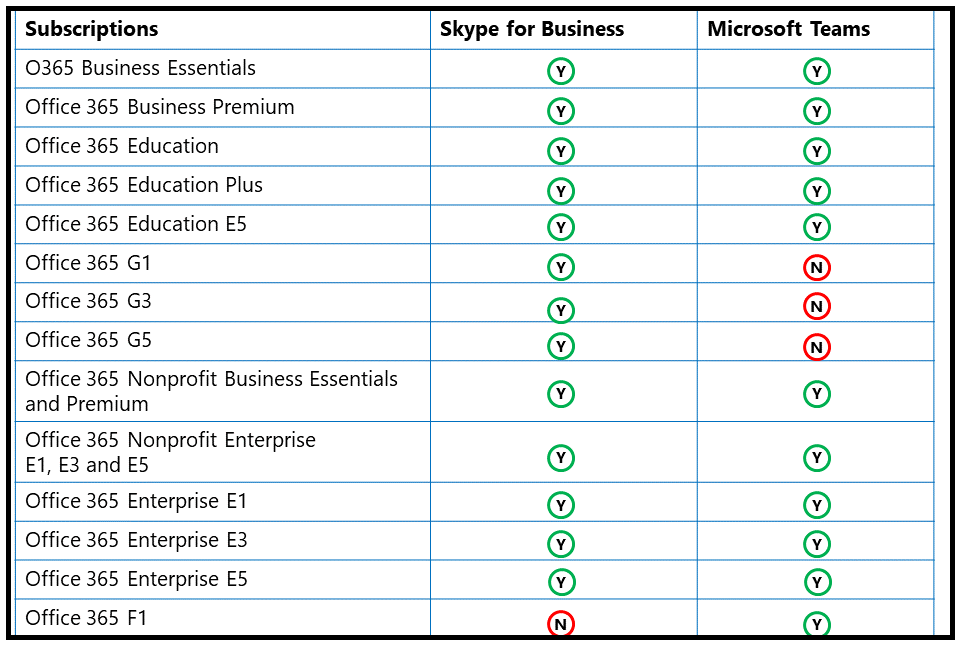 Subscriptions Skype for Business Microsoft Teams
O365 Business Essentials Y Y
Office 365 Business Premium Y Y
Office 365 Education Y Y
Office 365 Education Plus Y Y
Office 365 Education E5 Y Y
Office 365 G1 Y N
Office 365 G3 Y N
Office 365 G5 Y N
Office 365 Nonprofit Business Essentials
and Premium Y Y
Office 365 Nonprofit Enterprise
E1, E3 and E5 Y Y
Office 365 Enterprise E1 Y Y
Office 365 Enterprise E3 Y Y
Office 365 Enterprise E5 Y Y
Office 365 F1 N Y